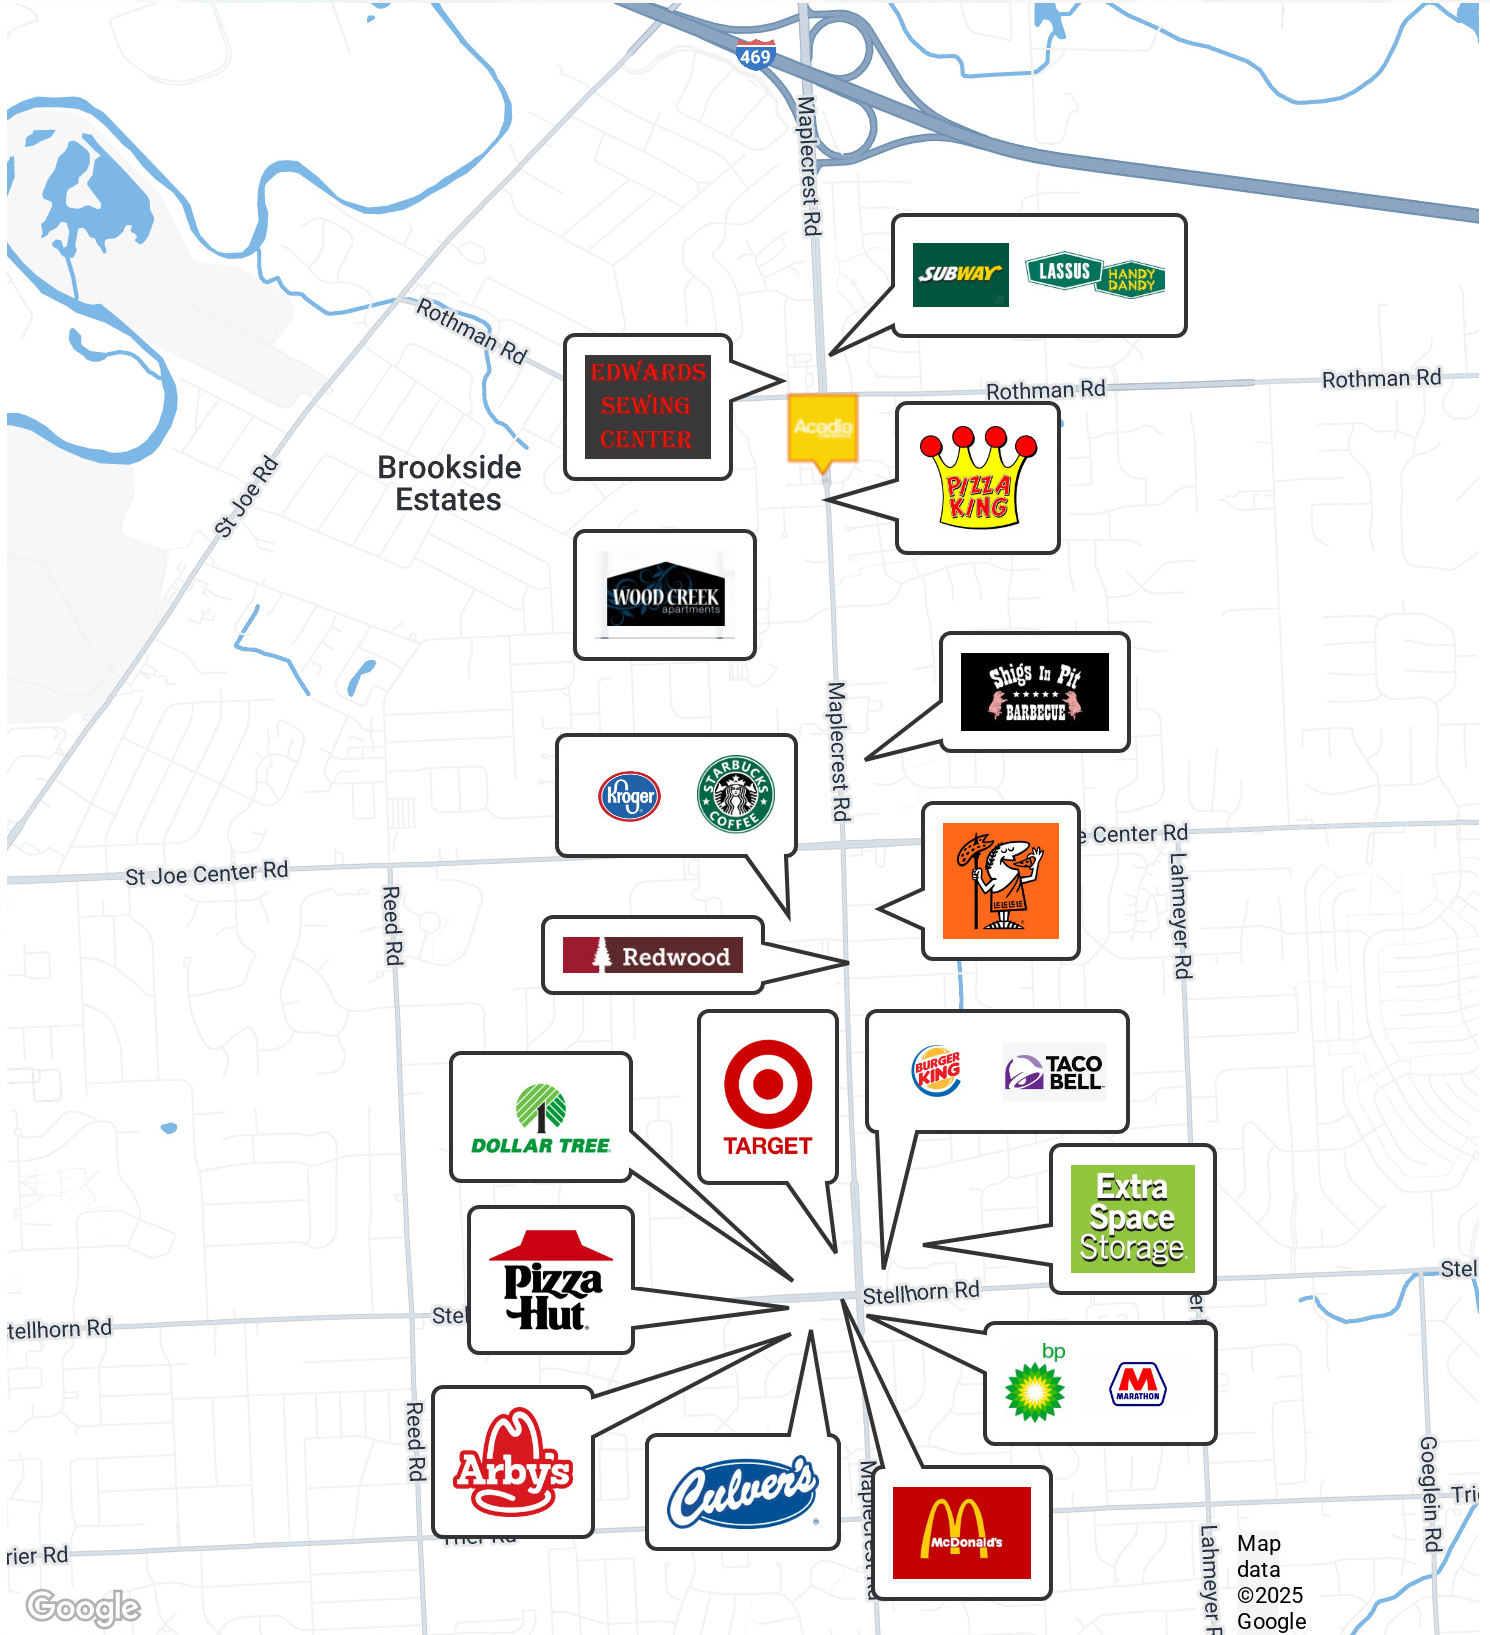 469
Maplecrest Rd
SUBWAY
LASSUS
HANDY
DANDY
Rothman Rd
EDWARDS
SEWING
CENTER
Rothman Rd
Rothman Rd
Acadia
PIZZA
KING
Brookside
Estates
St Joe Rd
WOOD CREEK
apartments
Shigs In Pit
BARBECUE
Maplecrest Rd
Kroger
STARBUCKS
COFFEE
e Center Rd
St Joe Center Rd
Reed Rd
Lahmeyer Rd
Redwood
TARGET
BURGER
KING
TACO
BELL
DOLLAR TREE
Extra
Space
Storage
Pizza
Hut
Stellhorn Rd
Stel
Stel
tellhorn Rd
er
bp
M
MARATHON
Arby's
Reed Rd
Culver's
Maplecrest Rd
McDonald's
Goeglein Rd
Trier Rd
Tri
rier Rd
Lahmeyer R
Map
data
©2025
Google
Google